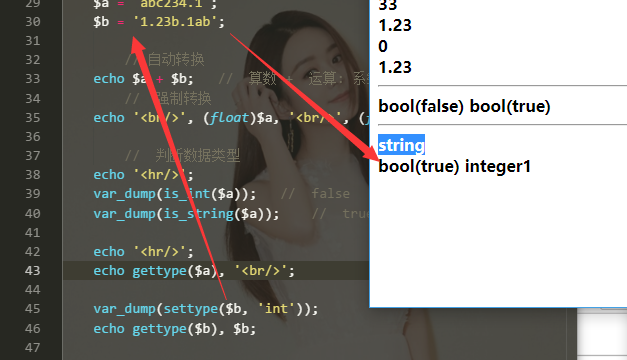 29 $a = 'abc234.1';
30 $b = '1.23b.1ab';
31
32 // 自动转换
33 echo $a + $b; // 算数 + 运算: 系
34 // 强制转换
35 echo '<br/>', (float)$a, '<br/>', (
36
37 // 判断数据类型
38 echo '<hr/>';
39 var_dump(is_int($a)); // false
40 var_dump(is_string($a)); // true
41
42 echo '<hr/>';
43 echo gettype($a), '<br/>';
44
45 var_dump(settype($b, 'int'));
46 echo gettype($b), $b;
47
33
1.23
0
1.23
bool(false) bool(true)
string
bool(true) integer1